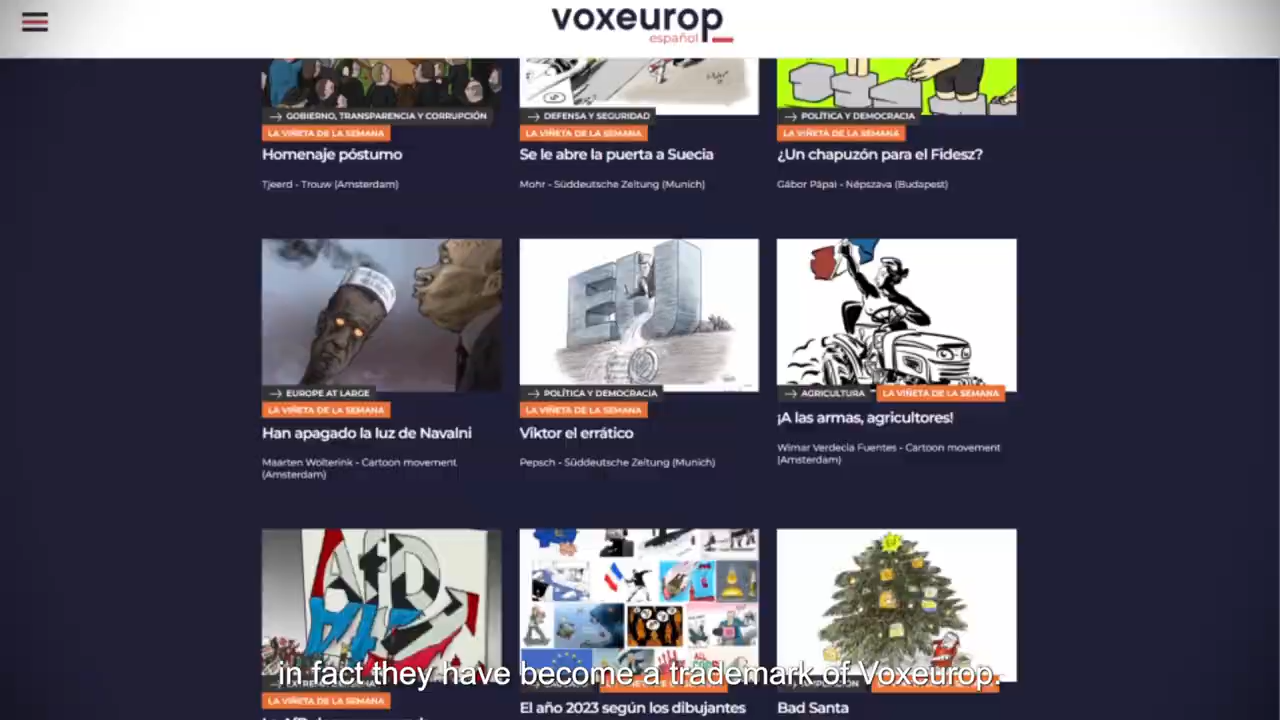 voxeurop
español
GOBIERNO, TRANSPARENCIA Y CORRUPCIÓN
LA VIÑETA DE LA SEMANA
Homenaje póstumo
Tjeerd - Trouw (Amsterdam)
DEFENSA Y SEGURIDAD
LA VIÑETA DE LA SEMANA
Se le abre la puerta a Suecia
Mohr - Süddeutsche Zeitung (Munich)
POLÍTICA Y DEMOCRACIA
LA VIÑETA DE LA SEMANA
¿Un chapuzón para el Fidesz?
Gábor Pápai - Népszava (Budapest)
EUROPE AT LARGE
LA VIÑETA DE LA SEMANA
Han apagado la luz de Navalni
Maarten Wolterink - Cartoon movement
(Amsterdam)
EU
POLÍTICA Y DEMOCRACIA
LA VIÑETA DE LA SEMANA
Viktor el errático
Pepsch - Süddeutsche Zeitung (Munich)
AGRICULTURA
LA VIÑETA DE LA SEMANA
¡A las armas, agricultores!
Wimar Verdecia Fuentes - Cartoon movement
(Amsterdam)
AfD
LA VIÑETA DE LA SEMANA
El año 2023 según los dibujantes
Bad Santa
in fact they have become a trademark of Voxeurop.